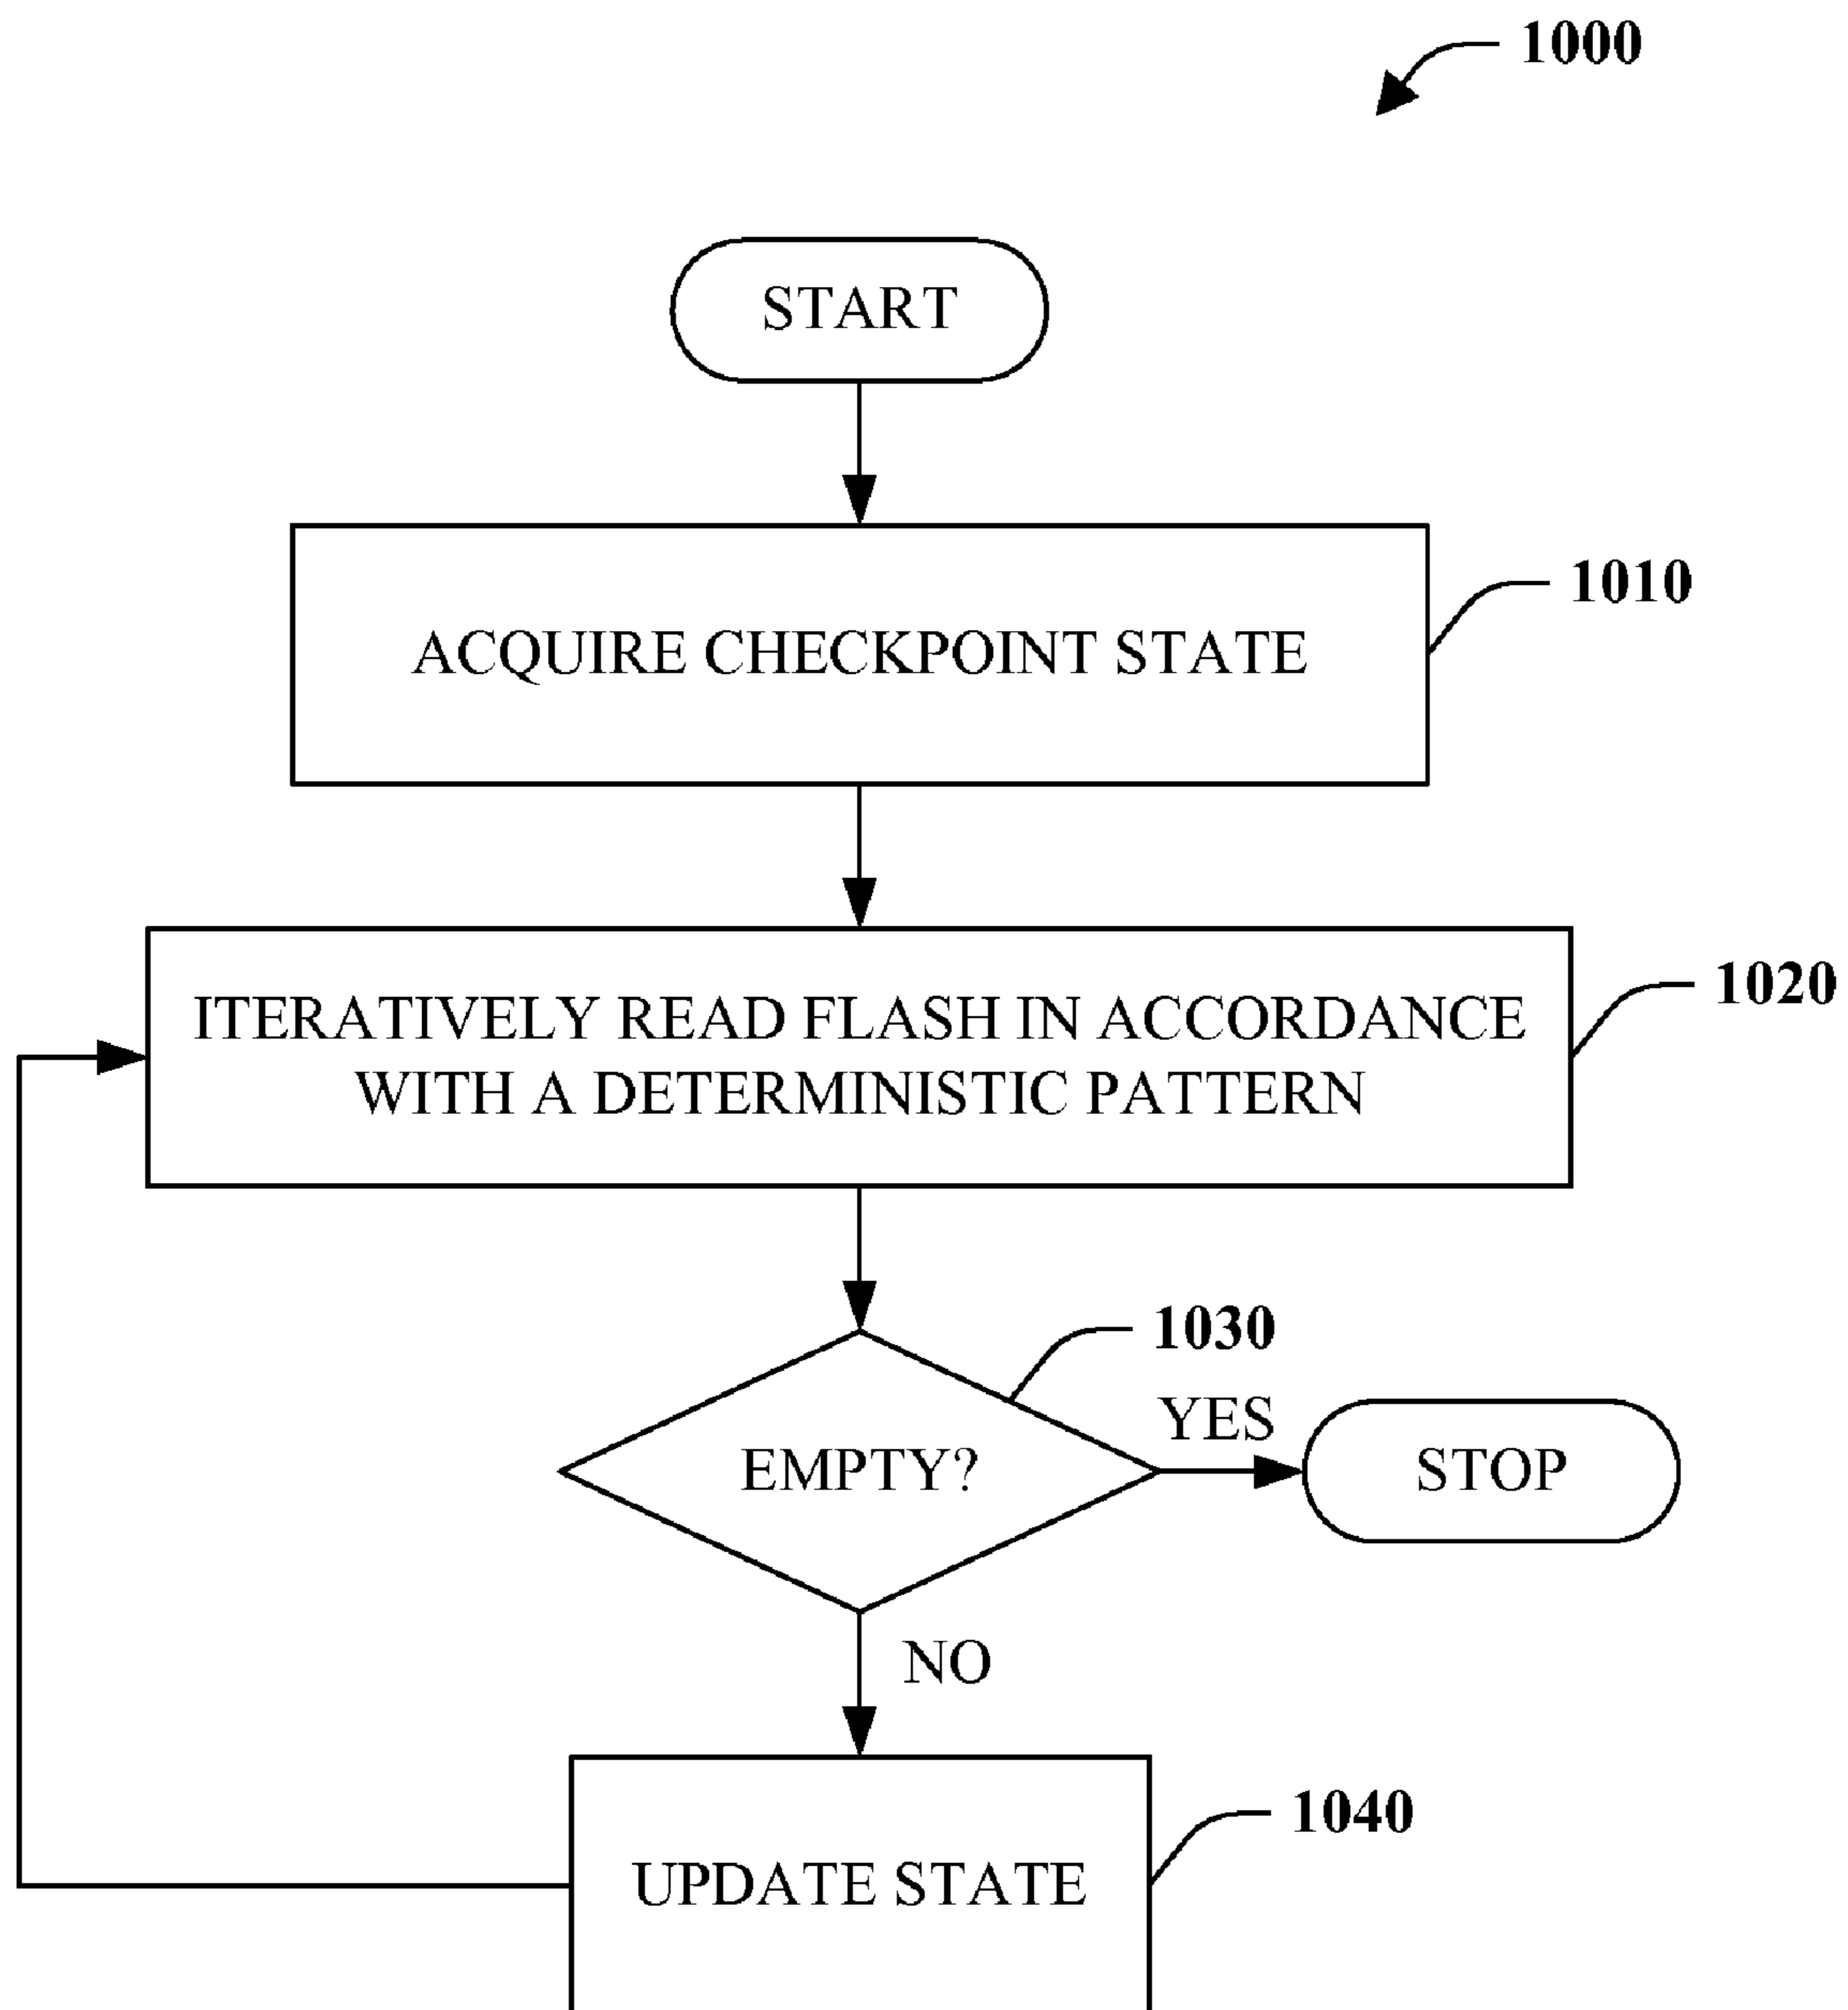 1000
START
ACQUIRE CHECKPOINT STATE
1010
ITERATIVELY READ FLASH IN ACCORDANCE
WITH A DETERMINISTIC PATTERN
1020
1030
YES
EMPTY?
STOP
NO
1040
UPDATE STATE